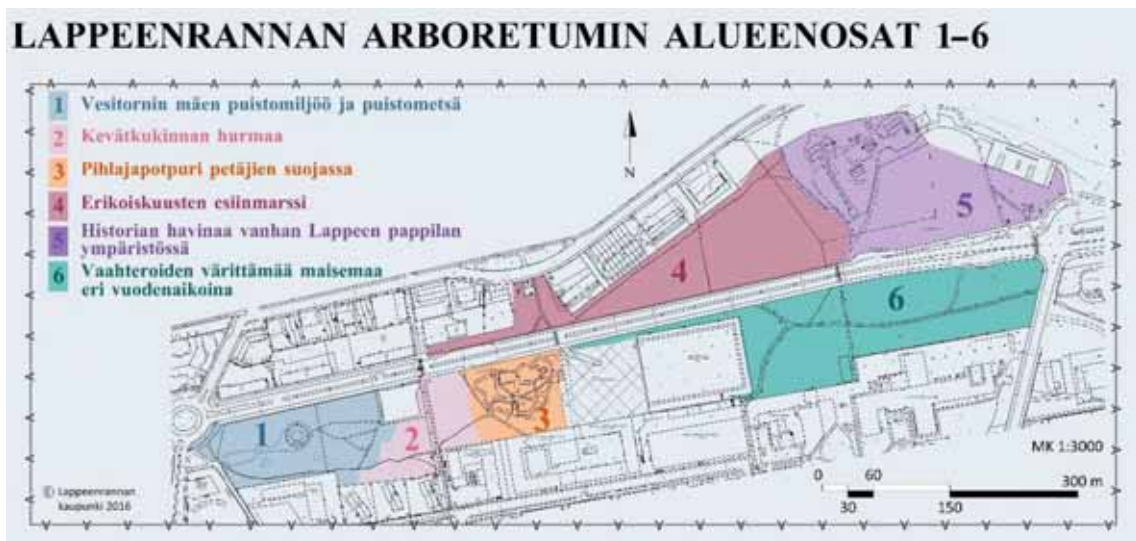 LAPPEENRANNAN ARBORETUMIN ALUEENOSAT 1–6
1 Vesitornin mäen puistomiljöö ja puistometsä
2 Kevätkukinnan hurmaa
3 Pihlajapotpuri petäjien suojassa
4 Erikoiskuusten esiinmarssi
5 Historian havinaa vanhan Lappeen pappilan
ympäristössä
6 Vaahteroiden värittämää maisemaa
eri vuodenaikoina
N
5
4
6
3
1
2
MK 1:3000
0 60 300 m
30 150
© Lappeenrannan
kaupunki 2016